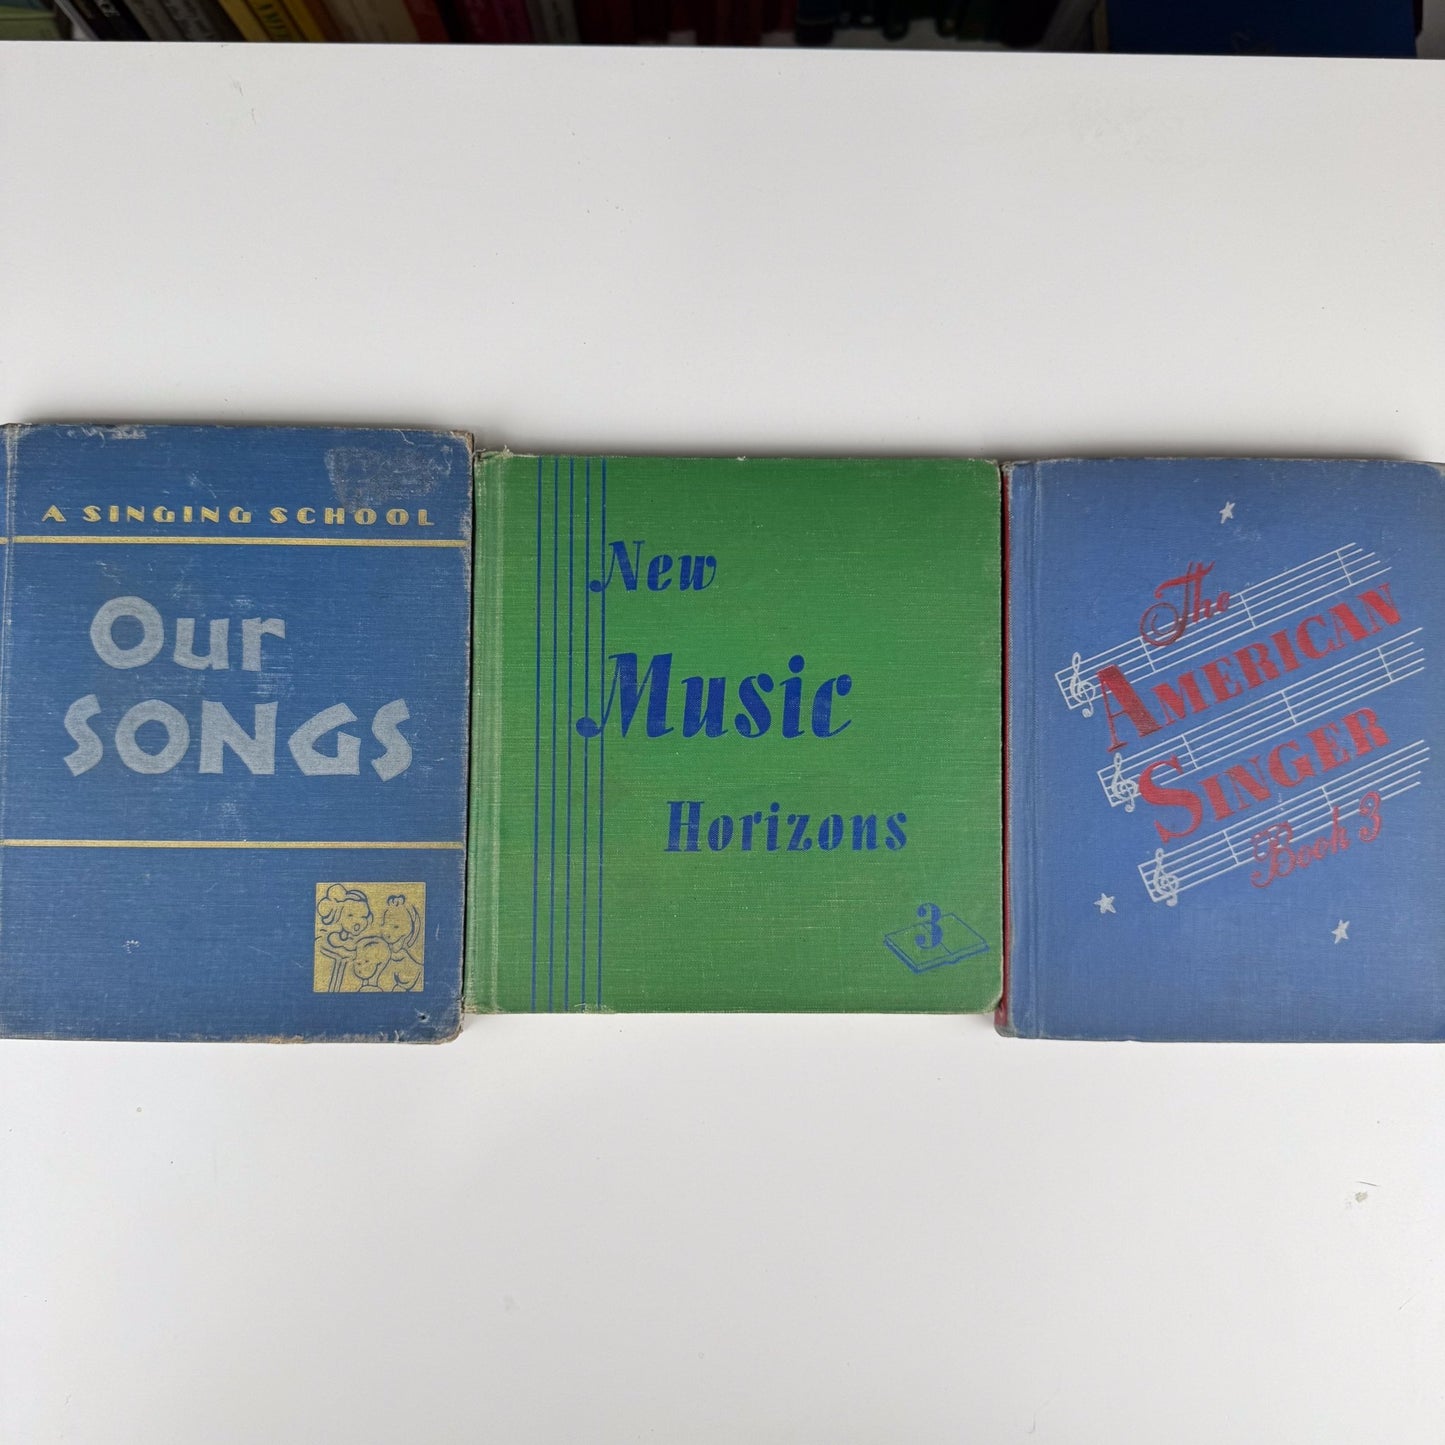 A SINGING SCHOOL
Our
SONGS
New
Music
Horizons
3
The
AMERICAN
SINGER
Book 3